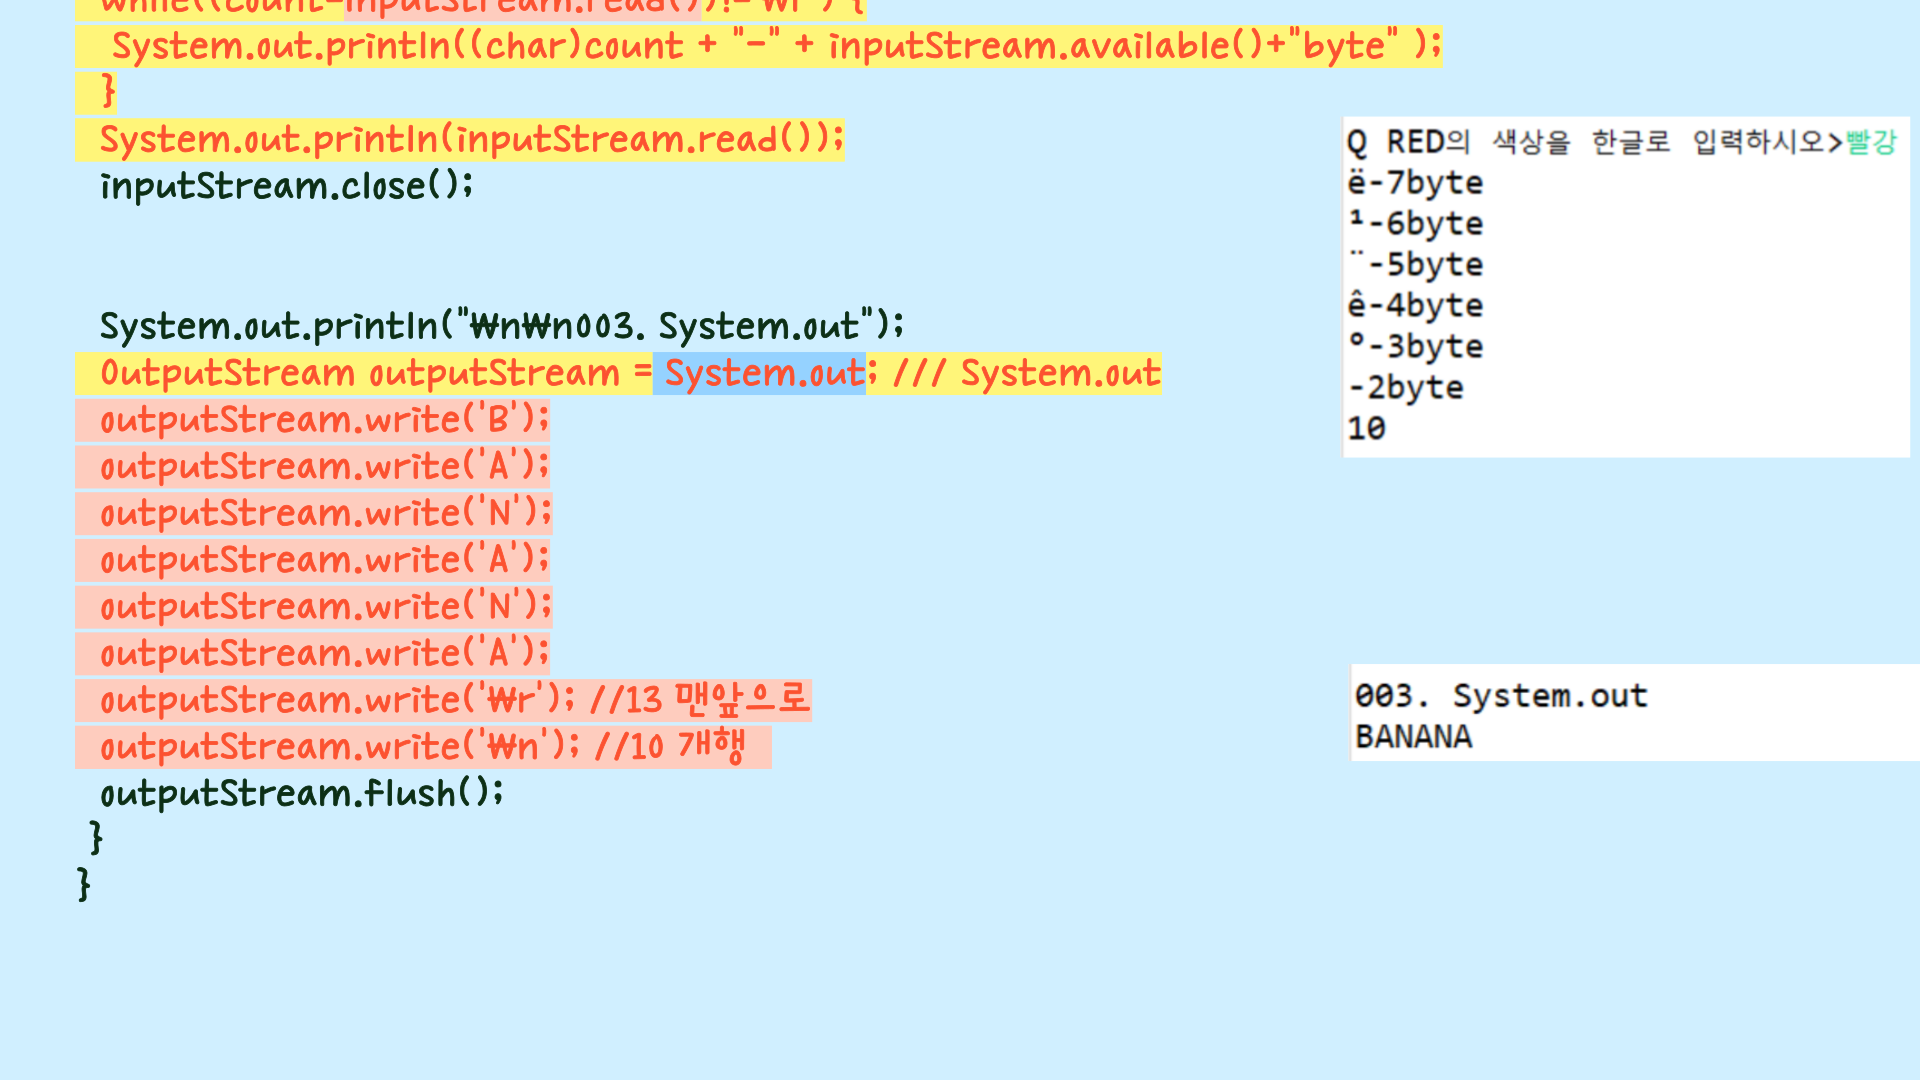 while((count=inputStream.read())!='₩r') {
System.out.println((char)count + "-" + inputStream.available()+"byte" );
}
System.out.println(inputStream.read());
inputStream.close();
System.out.println("₩n₩n003. System.out");
OutputStream outputStream = System.out; /// System.out
outputStream.write('B');
outputStream.write('A');
outputStream.write('N');
outputStream.write('A');
outputStream.write('N');
outputStream.write('A');
outputStream.write('₩r'); //13 맨앞으로
outputStream.write('₩n'); //10 개행
outputStream.flush();
}
}
Q RED의 색상을 한글로 입력하시오>빨강
ë-7byte
¹-6byte
¨-5byte
ê-4byte
°-3byte
-2byte
10
003. System.out
BANANA